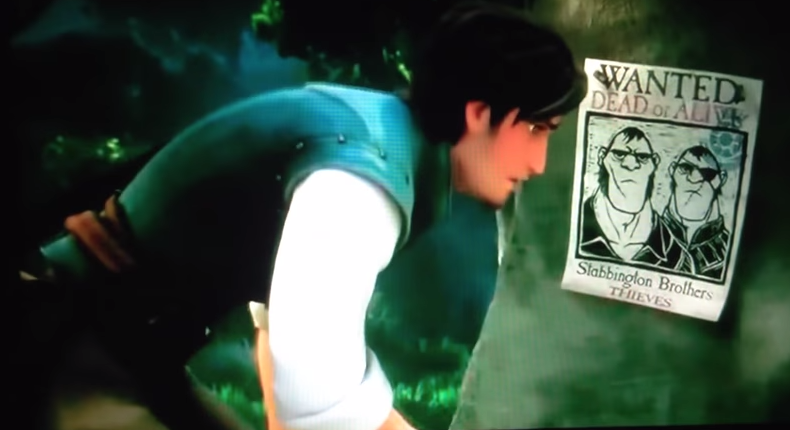 WANTED
DEAD or ALIVE
Stabbington Brothers
THIEVES